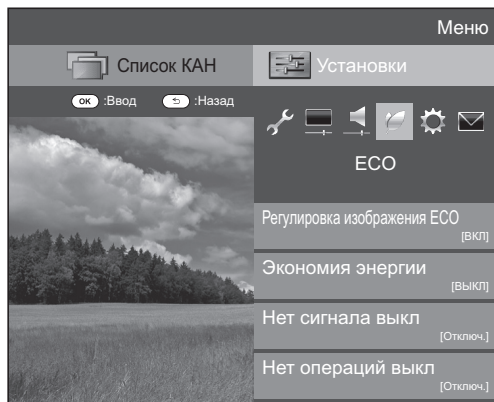 Меню
Список КАН
Установки
OK :Ввод :Назад
ECO
Регулировка изображения ECO
[ВКЛ]
Экономия энергии
[ВЫКЛ]
Нет сигнала выкл
[Отключ.]
Нет операций выкл
[Отключ.]